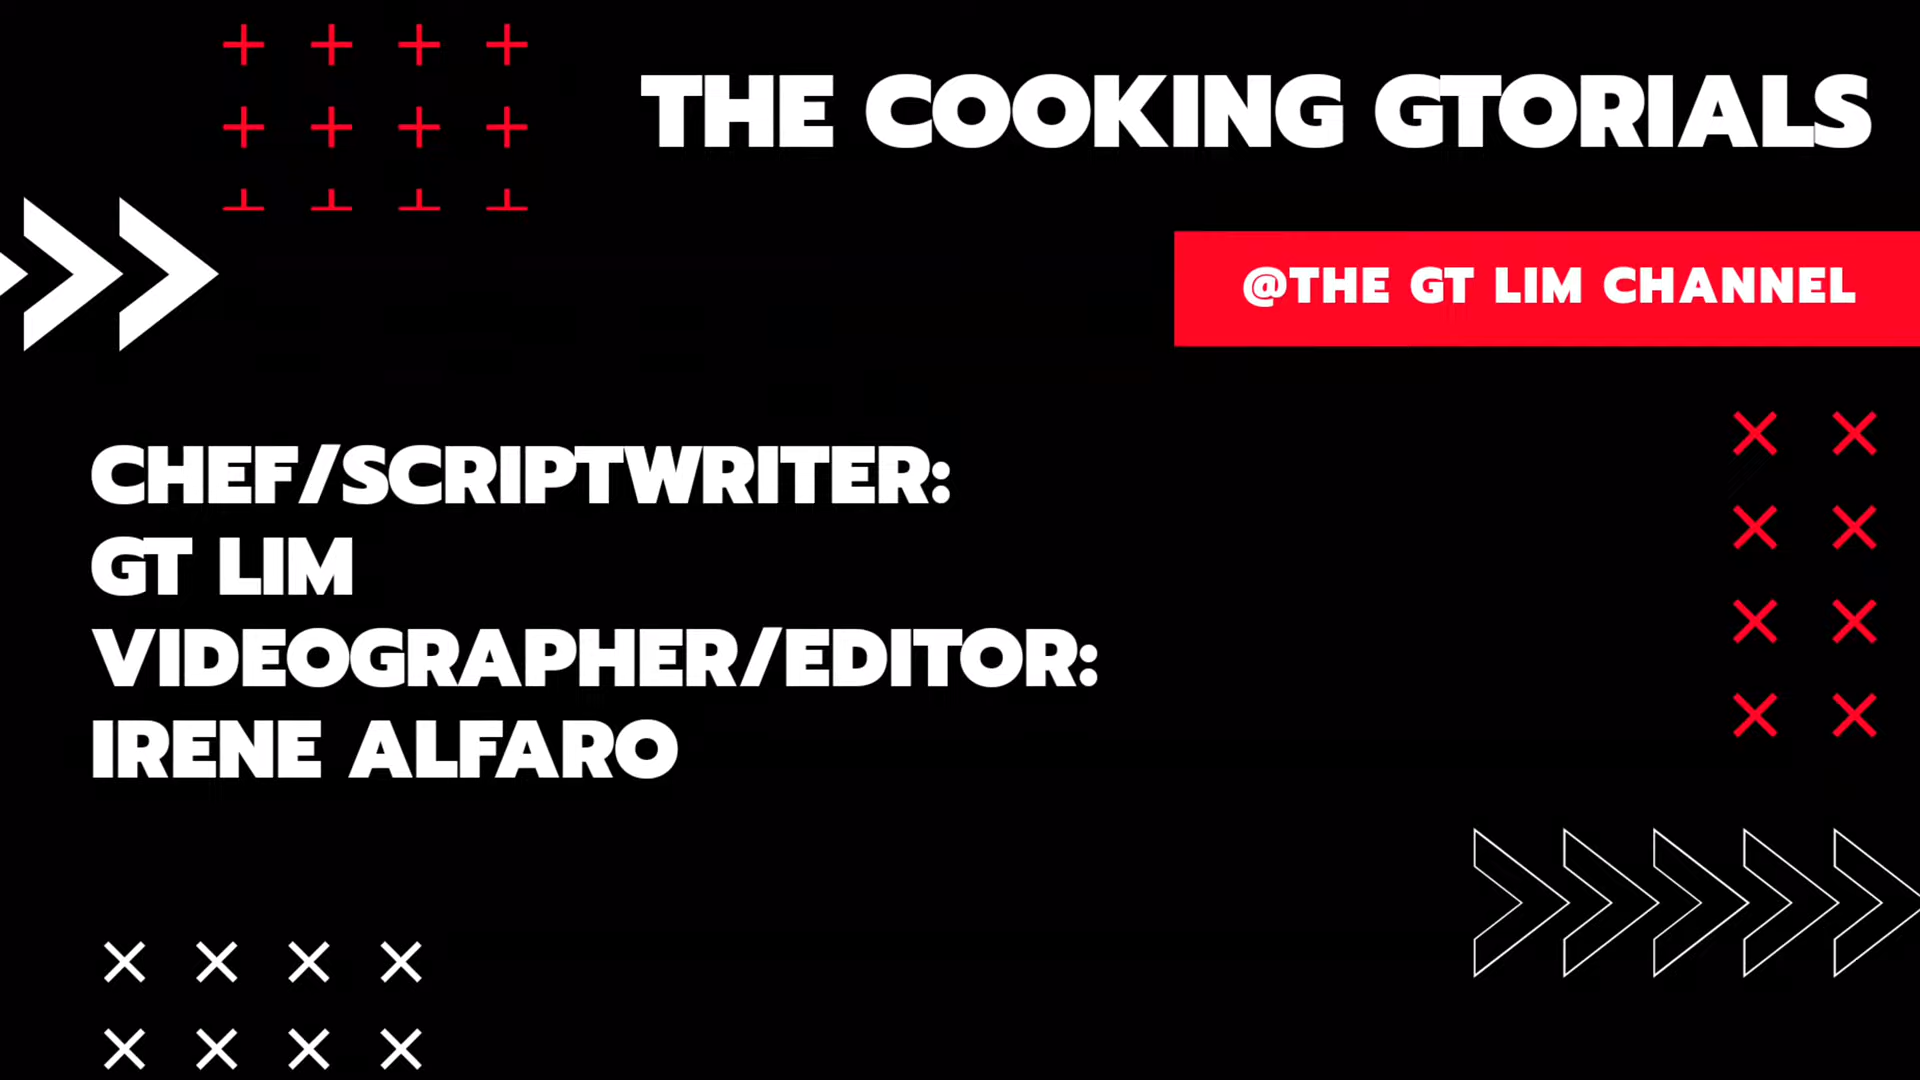 THE COOKING GTORIALS
@THE GT LIM CHANNEL
CHEF/SCRIPTWRITER:
GT LIM
VIDEOGRAPHER/EDITOR:
IRENE ALFARO